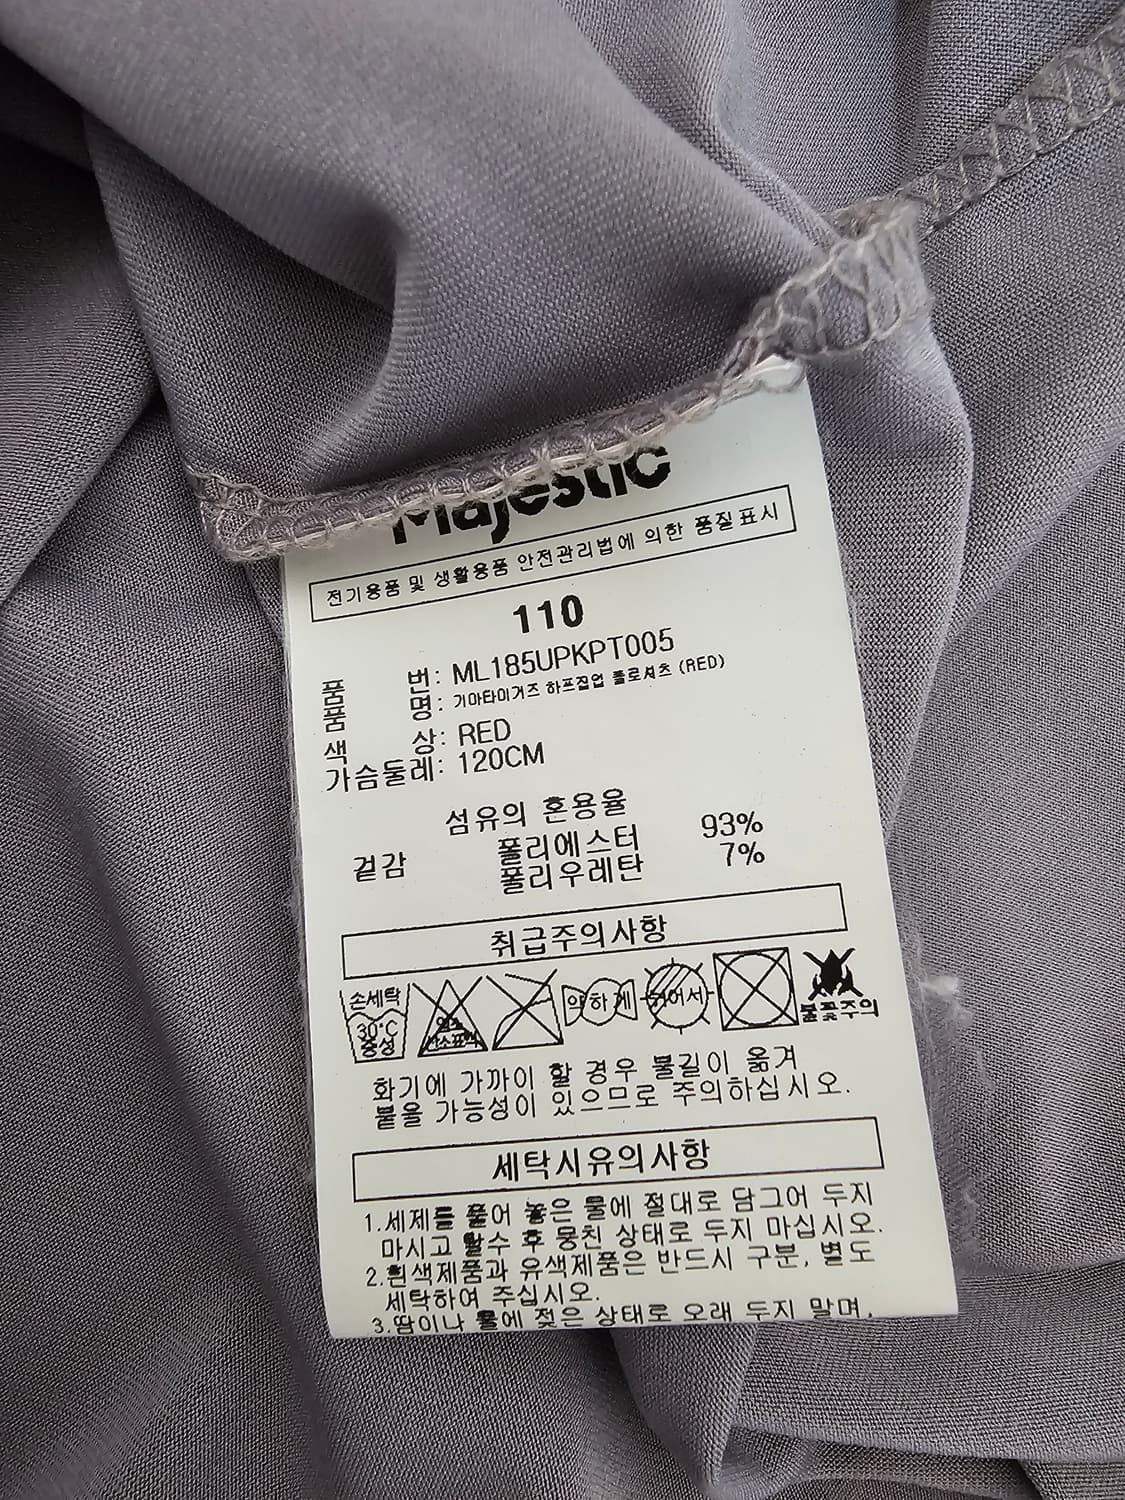 Majestic
전기용품 및 생활용품 안전관리법에 의한 품질표시
110
품 번: ML185UPKPT005
품 명: 기아타이거즈 하프집업 플로셔츠 (RED)
색 상: RED
가슴둘레: 120CM
섬유의 혼용율
겉감 폴리에스터 93%
폴리우레탄 7%
취급주의사항
손세탁
30°C
중성
염소
산소표백
약하게
뉘어서
불꽃주의
화기에 가까이 할 경우 불길이 옮겨
붙을 가능성이 있으므로 주의하십시오.
세탁시유의사항
1.세제를 풀어 놓은 물에 절대로 담그어 두지
마시고 탈수 후 뭉친 상태로 두지 마십시오.
2.흰색제품과 유색제품은 반드시 구분, 별도
세탁하여 주십시오.
3.땀이나 물에 젖은 상태로 오래 두지 말며,